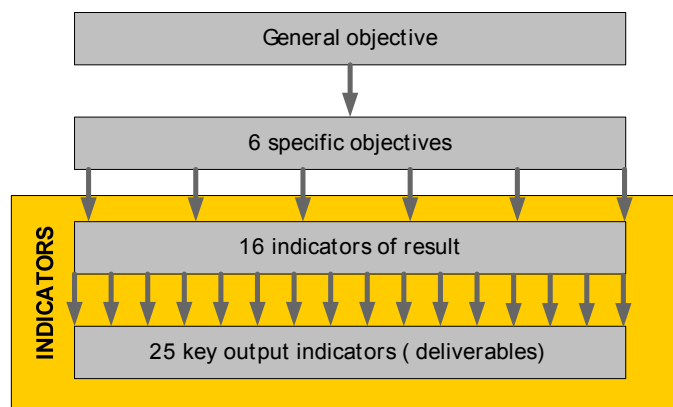 General objective
6 specific objectives
INDICATORS
16 indicators of result
25 key output indicators ( deliverables)